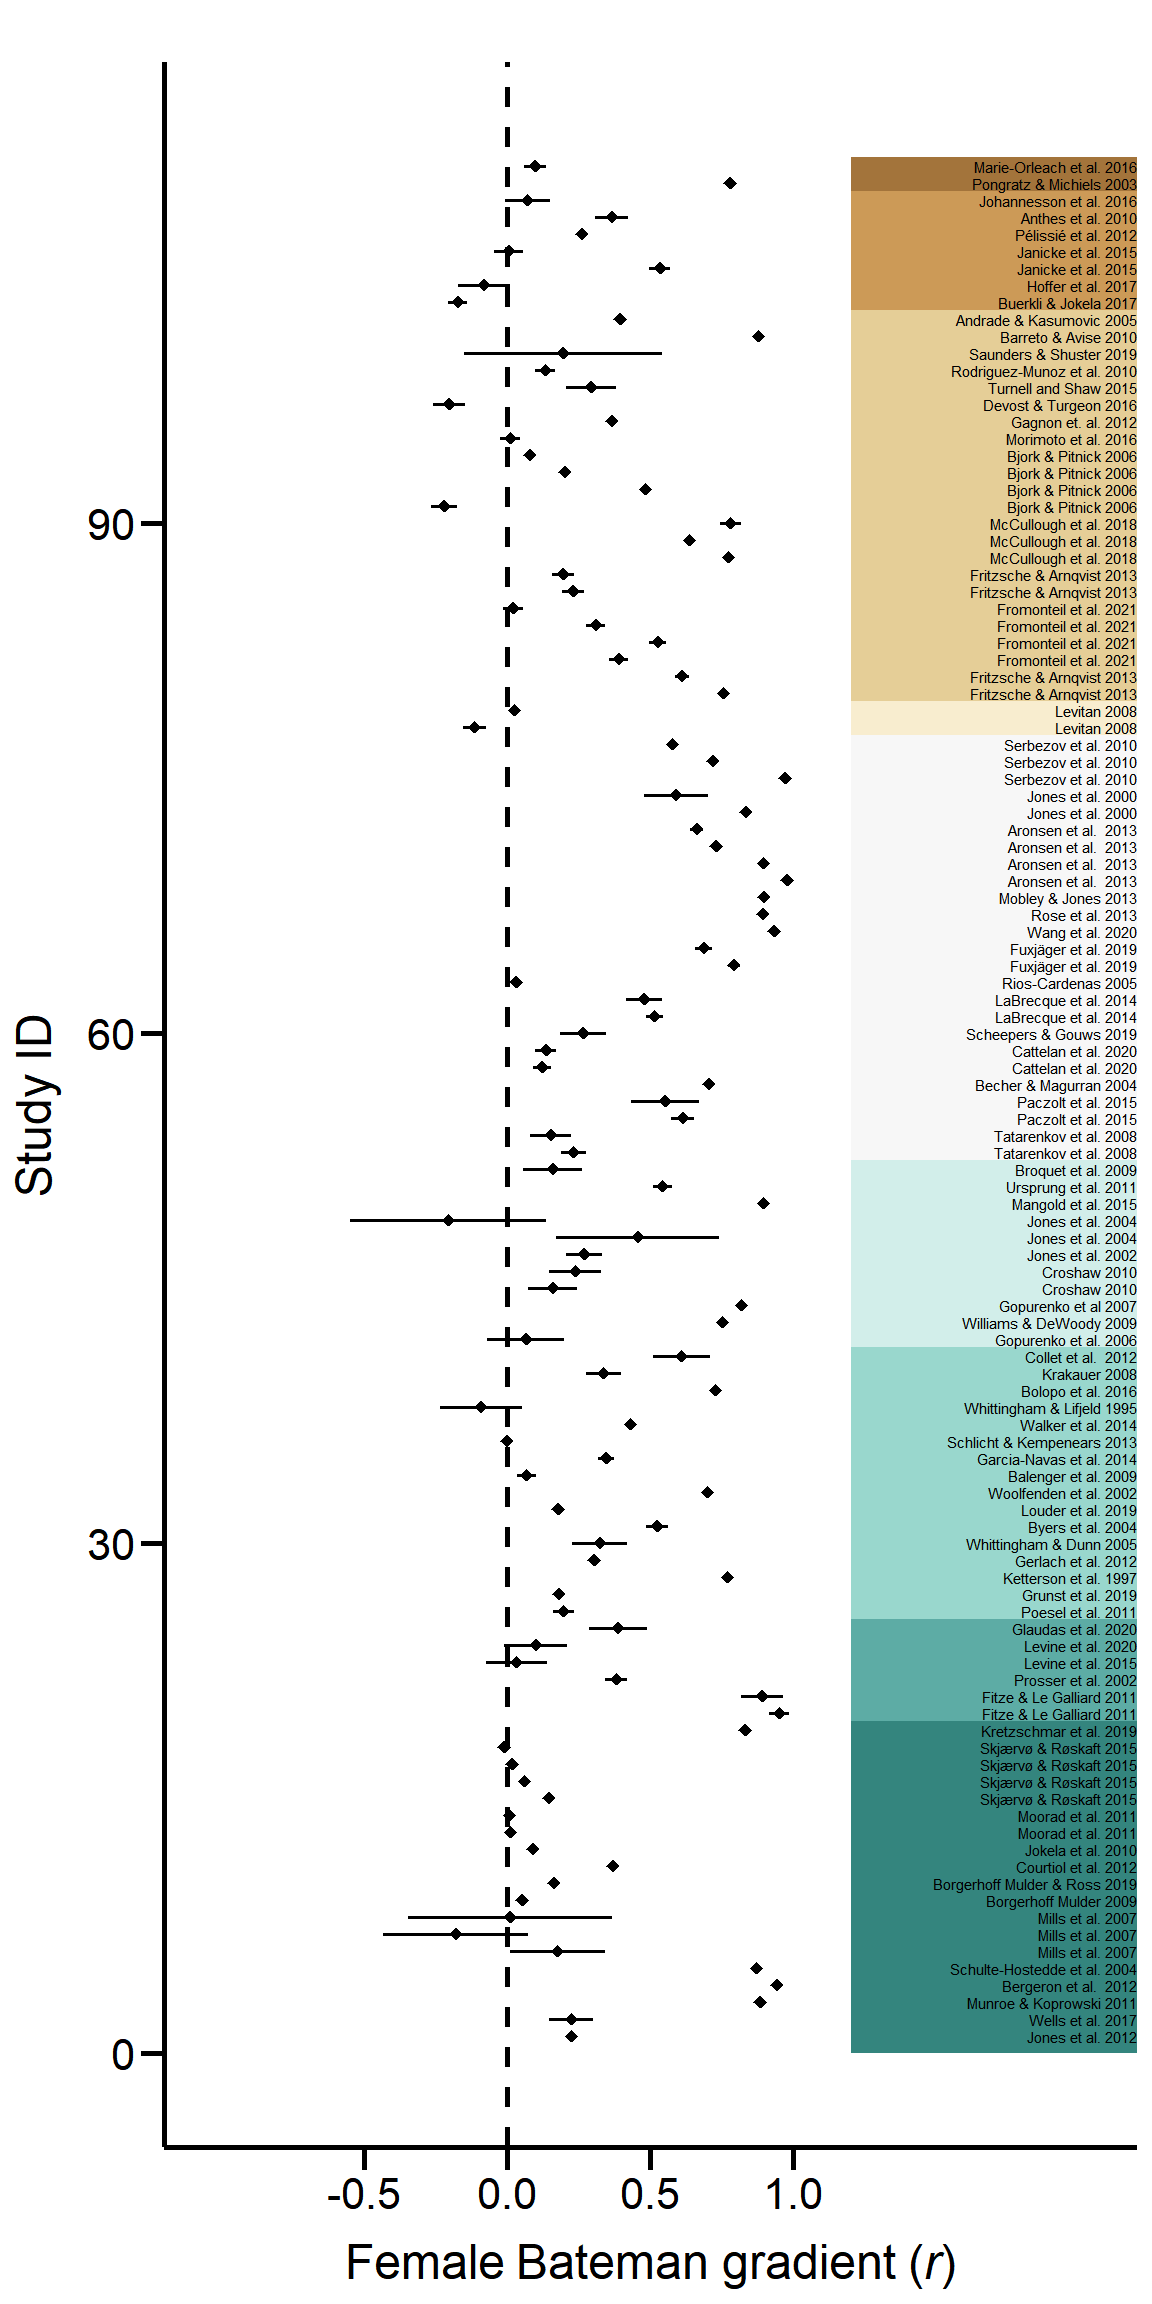 Marie-Orleach et al. 2016
Pongratz & Michiels 2003
Johannesson et al. 2016
Anthes et al. 2010
Pélissié et al. 2012
Janicke et al. 2015
Janicke et al. 2015
Hoffer et al. 2017
Buerkli & Jokela 2017
Andrade & Kasumovic 2005
Barreto & Avise 2010
Saunders & Shuster 2019
Rodriguez-Munoz et al. 2010
Turnell and Shaw 2015
Devost & Turgeon 2016
Gagnon et. al. 2012
Morimoto et al. 2016
Bjork & Pitnick 2006
Bjork & Pitnick 2006
Bjork & Pitnick 2006
Bjork & Pitnick 2006
90
McCullough et al. 2018
McCullough et al. 2018
McCullough et al. 2018
Fritzsche & Arnqvist 2013
Fritzsche & Arnqvist 2013
Fromonteil et al. 2021
Fromonteil et al. 2021
Fromonteil et al. 2021
Fromonteil et al. 2021
Fritzsche & Arnqvist 2013
Fritzsche & Arnqvist 2013
Levitan 2008
Levitan 2008
Serbezov et al. 2010
Serbezov et al. 2010
Serbezov et al. 2010
Jones et al. 2000
Jones et al. 2000
Aronsen et al.  2013
Aronsen et al.  2013
Aronsen et al.  2013
Aronsen et al.  2013
Mobley & Jones 2013
Rose et al. 2013
Wang et al. 2020
Fuxjäger et al. 2019
Fuxjäger et al. 2019
Rios-Cardenas 2005
LaBrecque et al. 2014
LaBrecque et al. 2014
60
Scheepers & Gouws 2019
Cattelan et al. 2020
Cattelan et al. 2020
Becher & Magurran 2004
Paczolt et al. 2015
Paczolt et al. 2015
Tatarenkov et al. 2008
Tatarenkov et al. 2008
Study ID
Broquet et al. 2009
Ursprung et al. 2011
Mangold et al. 2015
Jones et al. 2004
Jones et al. 2004
Jones et al. 2002
Croshaw 2010
Croshaw 2010
Gopurenko et al 2007
Williams & DeWoody 2009
Gopurenko et al. 2006
Collet et al.  2012
Krakauer 2008
Bolopo et al. 2016
Whittingham & Lifjeld 1995
Walker et al. 2014
Schlicht & Kempenears 2013
Garcia-Navas et al. 2014
Balenger et al. 2009
Woolfenden et al. 2002
Louder et al. 2019
Byers et al. 2004
30
Whittingham & Dunn 2005
Gerlach et al. 2012
Ketterson et al. 1997
Grunst et al. 2019
Poesel et al. 2011
Glaudas et al. 2020
Levine et al. 2020
Levine et al. 2015
Prosser et al. 2002
Fitze & Le Galliard 2011
Fitze & Le Galliard 2011
Kretzschmar et al. 2019
Skjærvø & Røskaft 2015
Skjærvø & Røskaft 2015
Skjærvø & Røskaft 2015
Skjærvø & Røskaft 2015
Moorad et al. 2011
Moorad et al. 2011
Jokela et al. 2010
Courtiol et al. 2012
Borgerhoff Mulder & Ross 2019
Borgerhoff Mulder 2009
Mills et al. 2007
Mills et al. 2007
Mills et al. 2007
Schulte-Hostedde et al. 2004
Bergeron et al.  2012
Munroe & Koprowski 2011
Wells et al. 2017
Jones et al. 2012
0
-0.5 0.0 0.5 1.0
Female Bateman gradient (r)